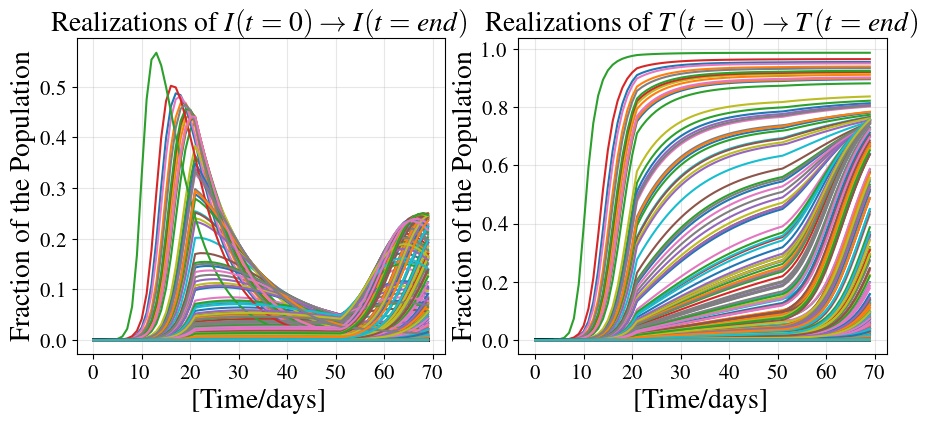 Realizations of I(t = 0) → I(t = end)
Fraction of the Population
0.5
0.4
0.3
0.2
0.1
0.0
0 10 20 30 40 50 60 70
[Time/days]
Realizations of T(t = 0) → T(t = end)
Fraction of the Population
1.0
0.8
0.6
0.4
0.2
0.0
0 10 20 30 40 50 60 70
[Time/days]